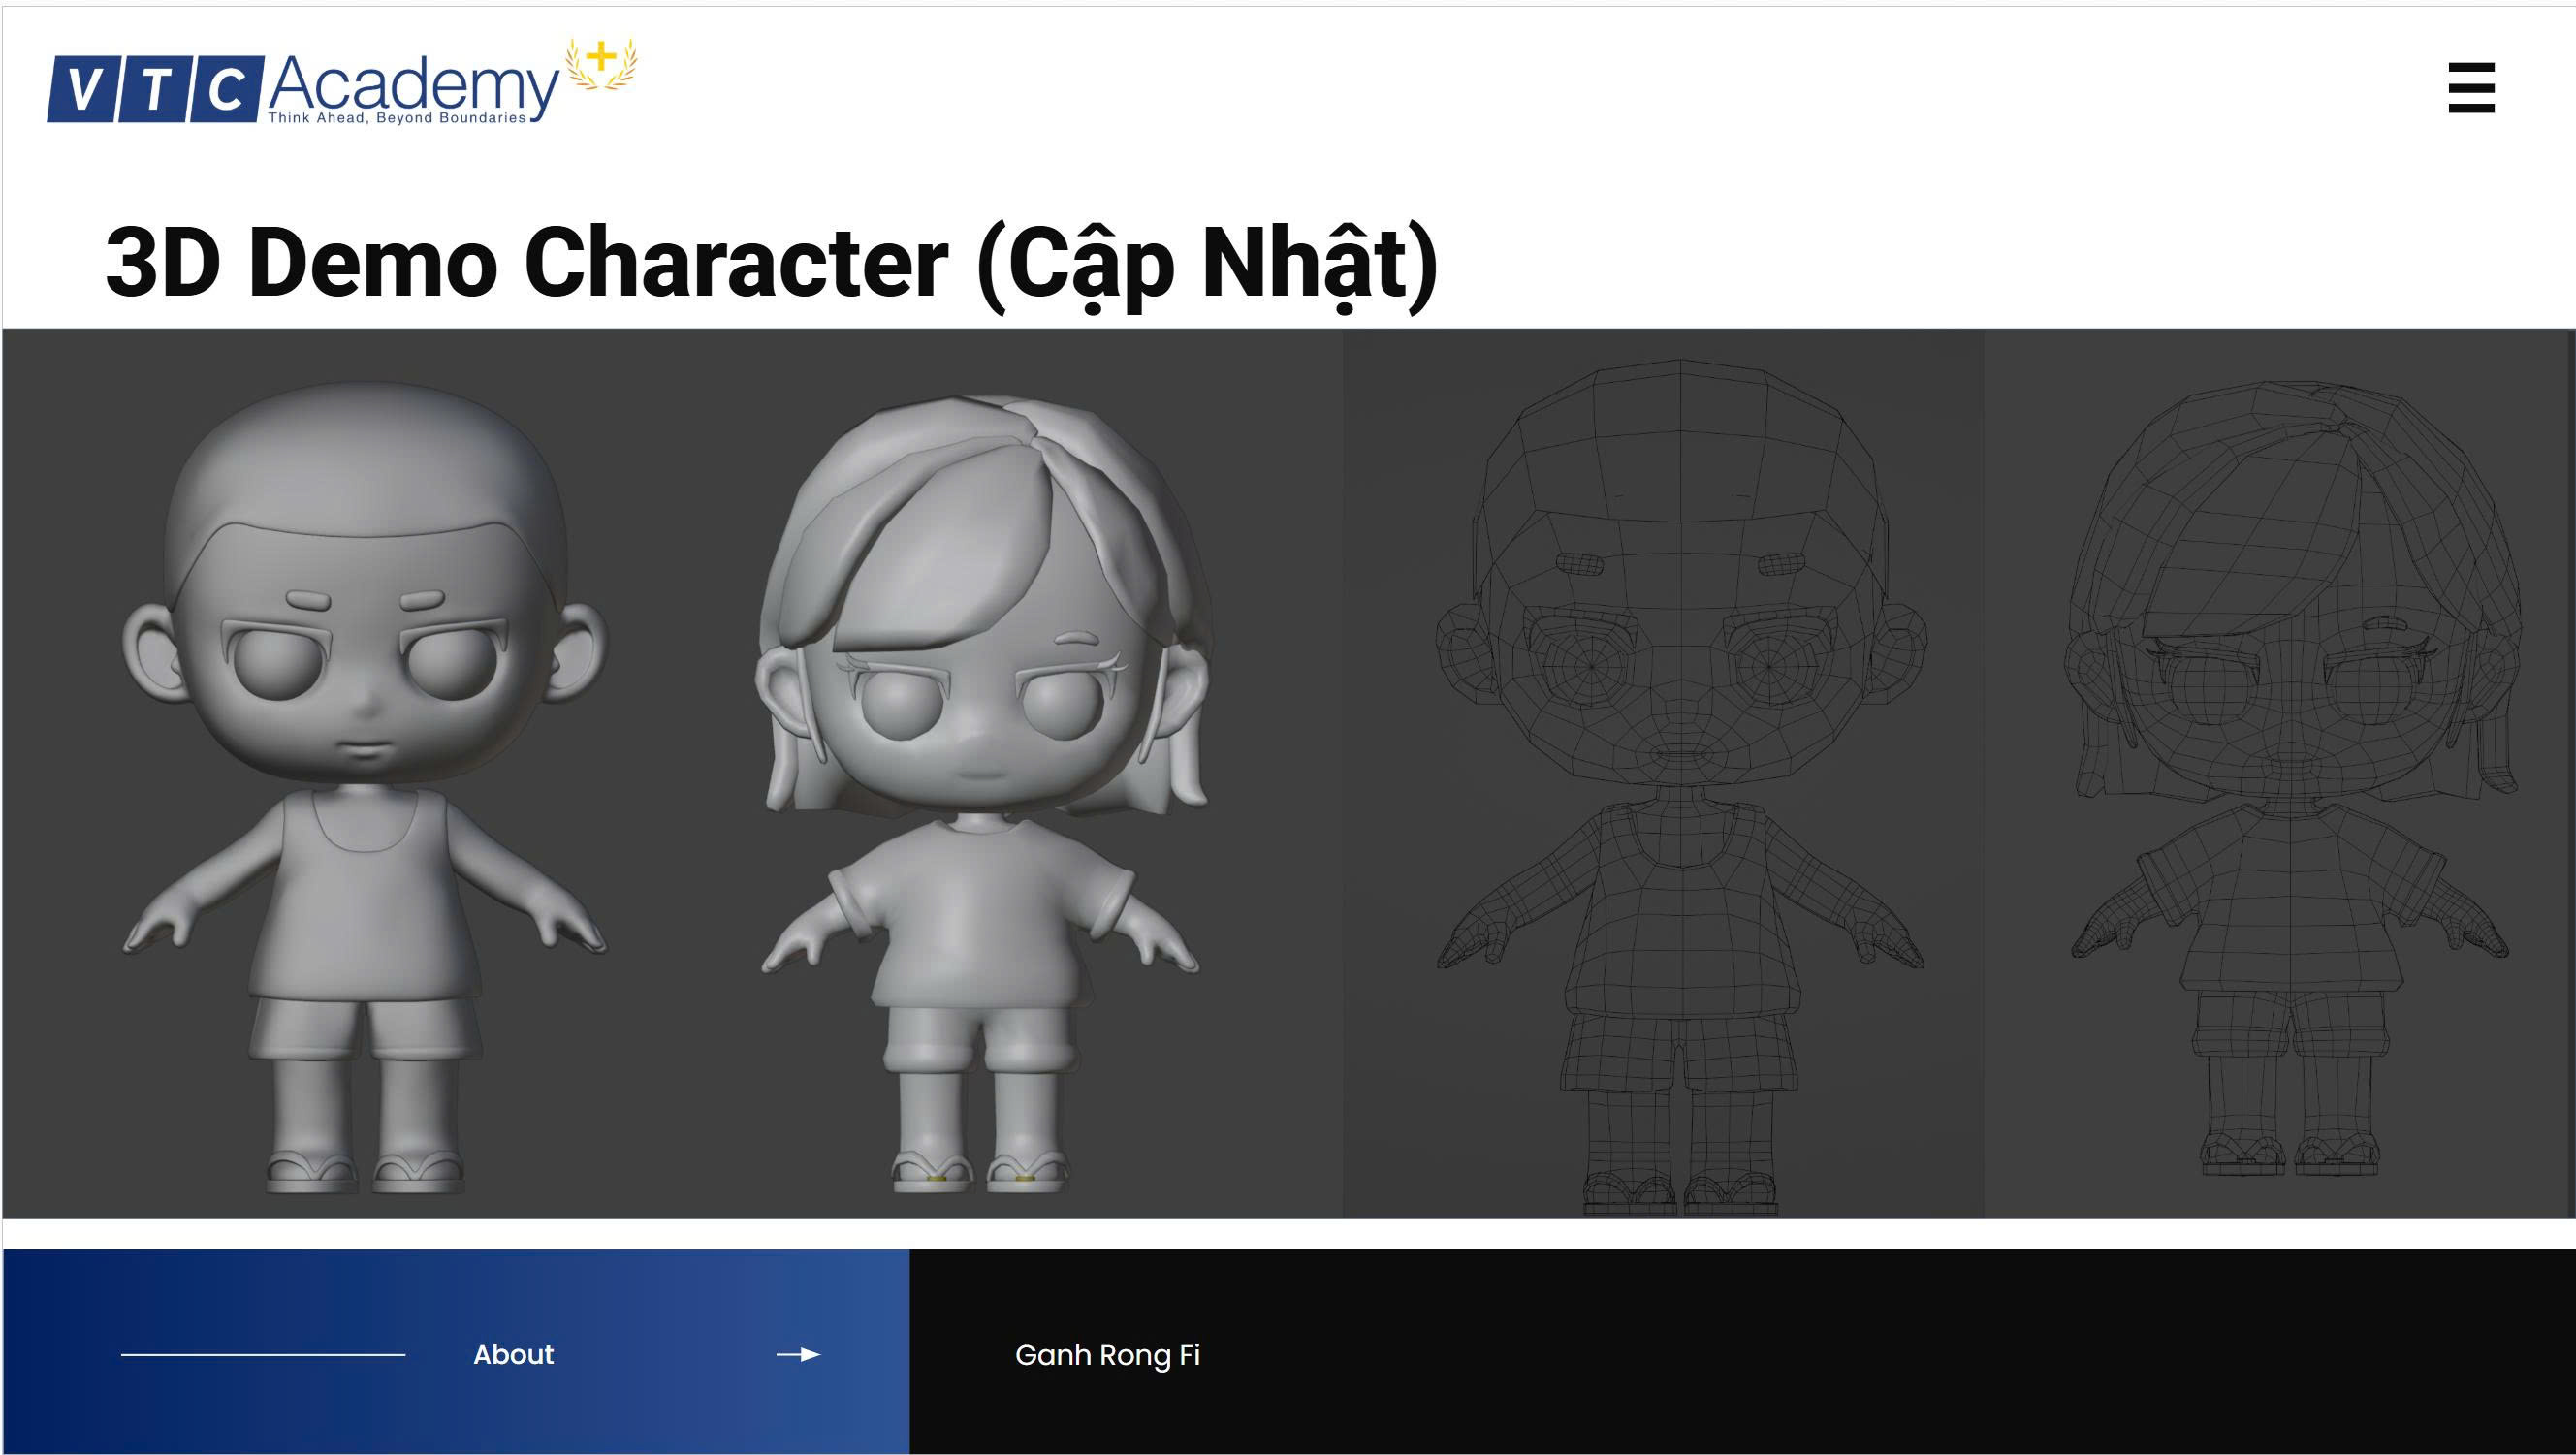 VTC Academy
Think Ahead, Beyond Boundaries
3D Demo Character (Cập Nhật)
About
Ganh Rong Fi